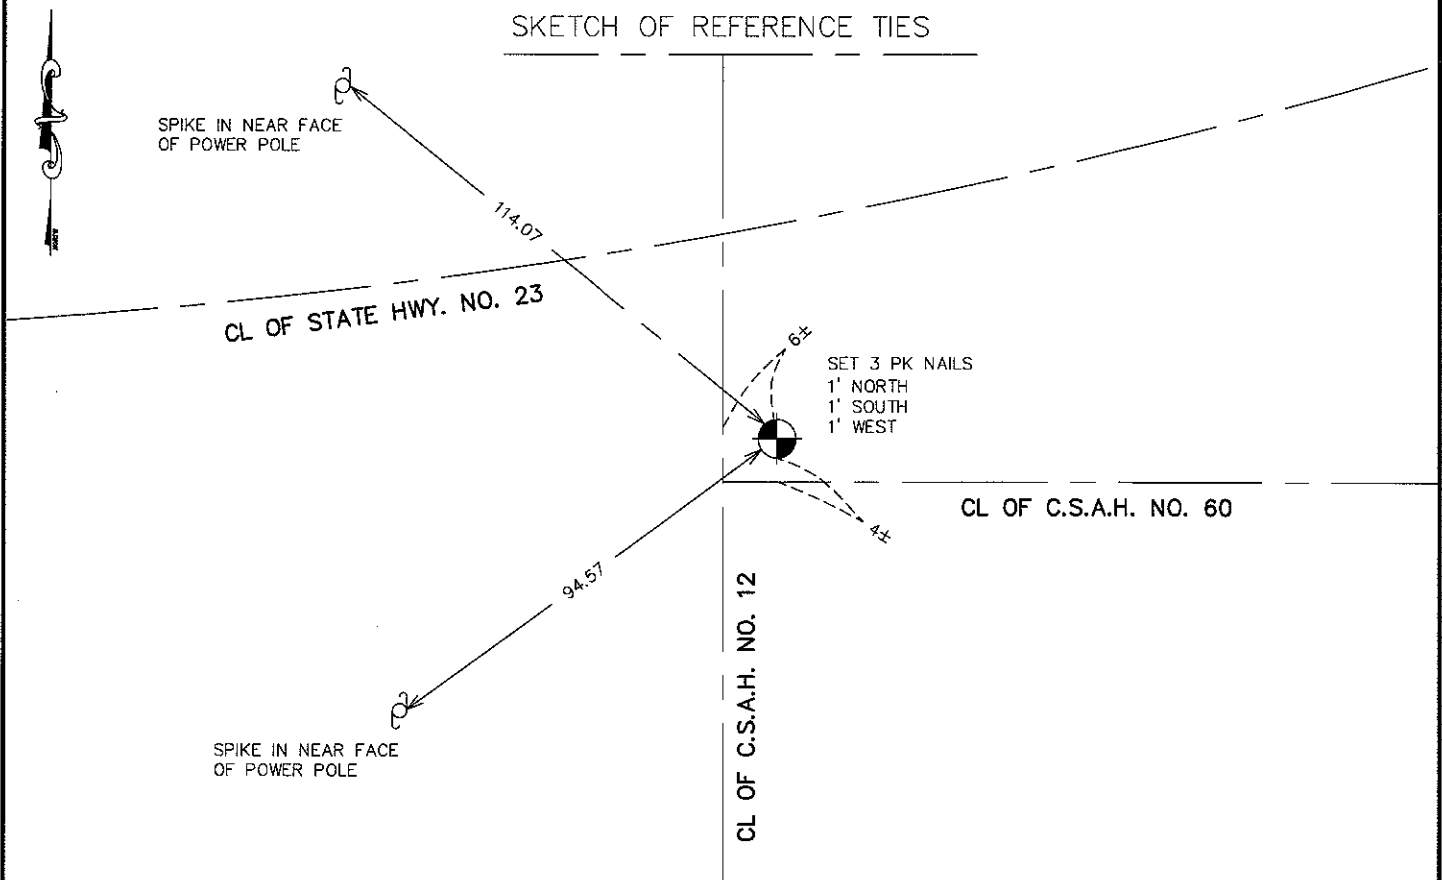 SKETCH OF REFERENCE TIES
SPIKE IN NEAR FACE
OF POWER POLE
114.07
CL OF STATE HWY. NO. 23
6±
SET 3 PK NAILS
1' NORTH
1' SOUTH
1' WEST
CL OF C.S.A.H. NO. 60
4±
94.57
CL OF C.S.A.H. NO. 12
SPIKE IN NEAR FACE
OF POWER POLE